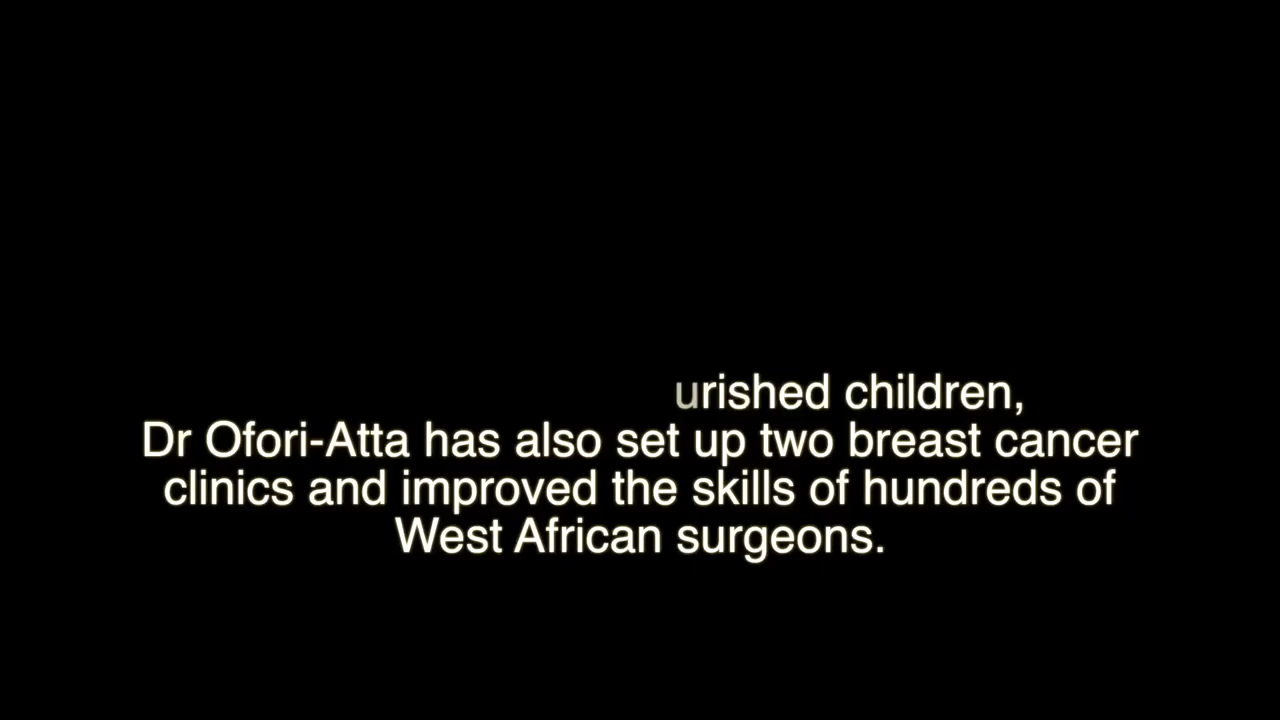 urished children,
Dr Ofori-Atta has also set up two breast cancer
clinics and improved the skills of hundreds of
West African surgeons.